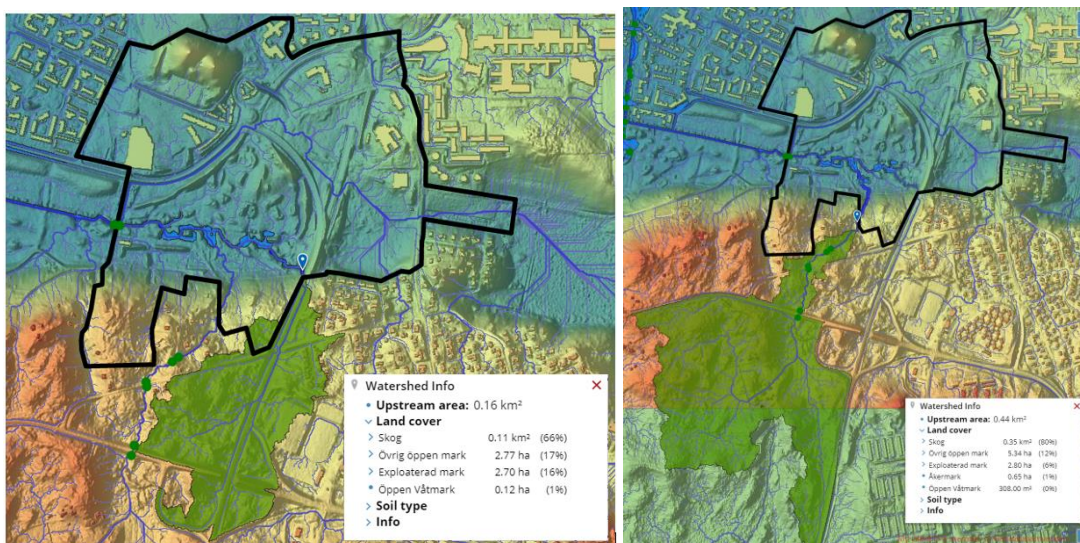 Watershed Info
Upstream area: 0.16 km²
Land cover
Skog 0.11 km² (66%)
Övrig öppen mark 2.77 ha (17%)
Exploaterad mark 2.70 ha (16%)
Öppen Våtmark 0.12 ha (1%)
Soil type
Info
Watershed Info
Upstream area: 0.44 km²
Land cover
Skog 0.35 km² (80%)
Övrig öppen mark 5.34 ha (12%)
Exploaterad mark 2.80 ha (6%)
Åkermark 0.65 ha (1%)
Öppen Våtmark 308.00 m² (0%)
Soil type
Info